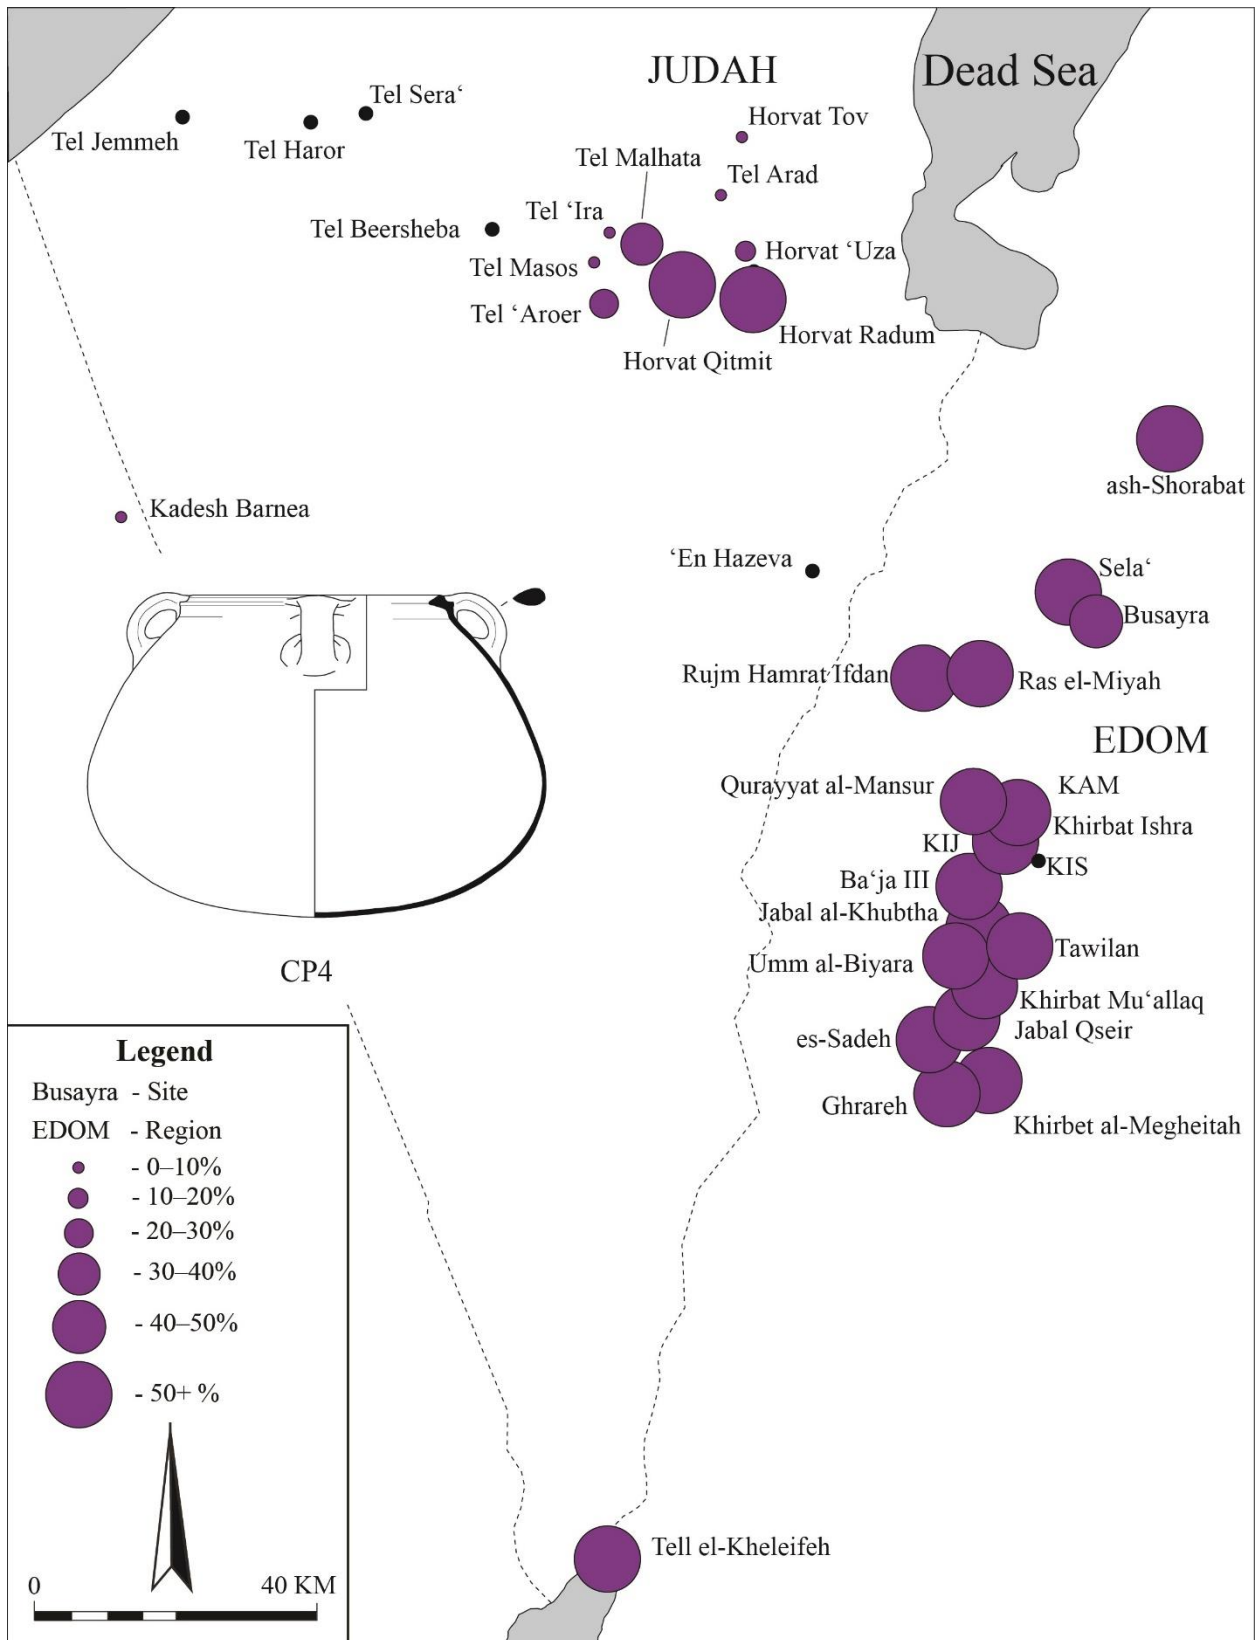 JUDAH
Dead Sea
Tel Sera‘
Tel Jemmeh
Tel Haror
Horvat Tov
Tel Malhata
Tel Arad
Tel ‘Ira
Tel Beersheba
Horvat ‘Uza
Tel Masos
Tel ‘Aroer
Horvat Radum
Horvat Qitmit
ash-Shorabat
Kadesh Barnea
‘En Hazeva
Sela‘
Busayra
Rujm Hamrat Ifdan
Ras el-Miyah
EDOM
Qurayyat al-Mansur
KAM
Khirbat Ishra
KIJ
KIS
Ba‘ja III
Jabal al-Khubtha
Tawilan
Umm al-Biyara
CP4
Khirbat Mu‘allaq
Jabal Qseir
es-Sadeh
Ghrareh
Khirbet al-Megheitah
Legend
Busayra - Site
EDOM - Region
- 0–10%
- 10–20%
- 20–30%
- 30–40%
- 40–50%
- 50+ %
Tell el-Kheleifeh
0 40 KM